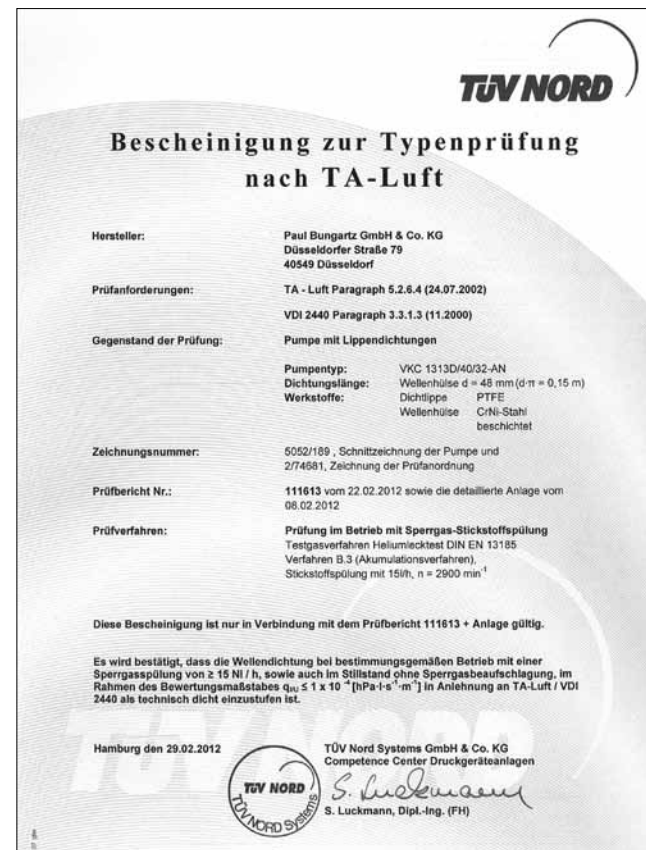 TÜV NORD
Bescheinigung zur Typenprüfung
nach TA-Luft
Hersteller: Paul Bungartz GmbH & Co. KG
Düsseldorfer Straße 79
40549 Düsseldorf
Prüfanforderungen: TA - Luft Paragraph 5.2.6.4 (24.07.2002)
VDI 2440 Paragraph 3.3.1.3 (11.2000)
Gegenstand der Prüfung: Pumpe mit Lippendichtungen
Pumpentyp: VKC 1313D/40/32-AN
Dichtungslänge: Wellenhülse d = 48 mm (d·π = 0,15 m)
Werkstoffe: Dichtlippe PTFE
Wellenhülse CrNi-Stahl
beschichtet
Zeichnungsnummer: 5052/189 , Schnittzeichnung der Pumpe und
2/74681, Zeichnung der Prüfanordnung
Prüfbericht Nr.: 111613 vom 22.02.2012 sowie die detaillierte Anlage vom
08.02.2012
Prüfverfahren: Prüfung im Betrieb mit Sperrgas-Stickstoffspülung
Testgasverfahren Heliumlecktest DIN EN 13185
Verfahren B.3 (Akumulationsverfahren),
Stickstoffspülung mit 15l/h, n = 2900 min⁻¹
Diese Bescheinigung ist nur in Verbindung mit dem Prüfbericht 111613 + Anlage gültig.
Es wird bestätigt, dass die Wellendichtung bei bestimmungsgemäßen Betrieb mit einer
Sperrgasspülung von ≥ 15 Nl / h, sowie auch im Stillstand ohne Sperrgasbeaufschlagung, im
Rahmen des Bewertungsmaßstabes ≤ 1 x 10⁻⁴ [hPa·l·s⁻¹·m⁻¹] in Anlehnung an TA-Luft / VDI
2440 als technisch dicht einzustufen ist.
TÜV NORD
Hamburg den 29.02.2012 TÜV Nord Systems GmbH & Co. KG
Competence Center Druckgeräteanlagen
TÜV NORD
TÜV NORD Systems
S. Luckmann
S. Luckmann, Dipl.-Ing. (FH)